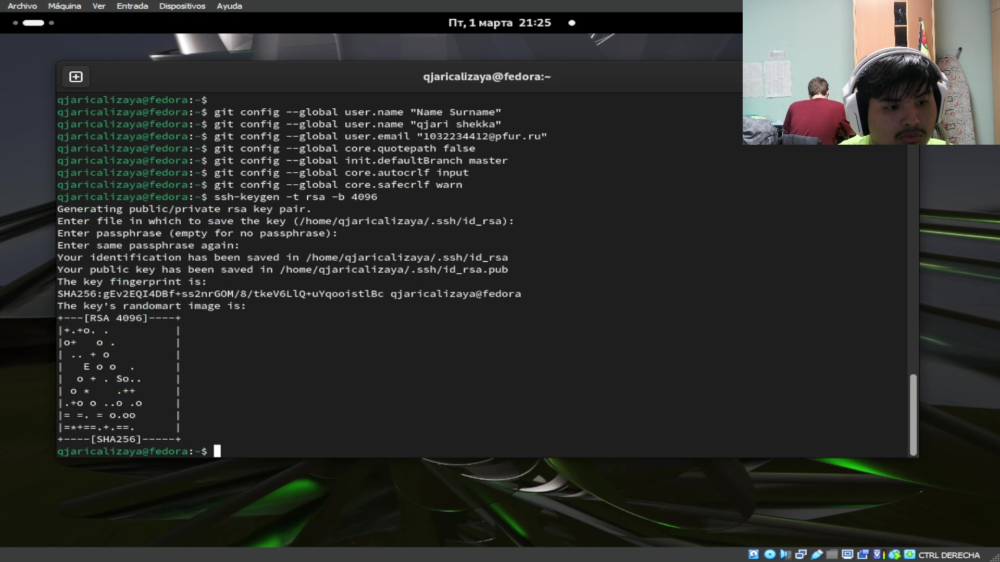 Archivo Máquina Ver Entrada Dispositivos Ayuda
Пт, 1 марта 21:25
qjaricalizaya@fedora:~
qjaricalizaya@fedora:~$
qjaricalizaya@fedora:~$ git config --global user.name "Name Surname"
qjaricalizaya@fedora:~$ git config --global user.name "qjari shekka"
qjaricalizaya@fedora:~$ git config --global user.email "1032234412@pfur.ru"
qjaricalizaya@fedora:~$ git config --global core.quotepath false
qjaricalizaya@fedora:~$ git config --global init.defaultBranch master
qjaricalizaya@fedora:~$ git config --global core.autocrlf input
qjaricalizaya@fedora:~$ git config --global core.safecrlf warn
qjaricalizaya@fedora:~$ ssh-keygen -t rsa -b 4096
Generating public/private rsa key pair.
Enter file in which to save the key (/home/qjaricalizaya/.ssh/id_rsa):
Enter passphrase (empty for no passphrase):
Enter same passphrase again:
Your identification has been saved in /home/qjaricalizaya/.ssh/id_rsa
Your public key has been saved in /home/qjaricalizaya/.ssh/id_rsa.pub
The key fingerprint is:
SHA256:gEv2EQI4DBf+ss2nrGOM/8/tkeV6LlQ+uYqooistlBc qjaricalizaya@fedora
The key's randomart image is:
+---[RSA 4096]----+
|+.+o. .          |
|o+   o .         |
| .. + o          |
|   E o o  .      |
|  o + . So..     |
| o *    .++      |
|.+o o ..o .o     |
|= =. = o.oo      |
|=*+==.+.==.      |
+----[SHA256]-----+
qjaricalizaya@fedora:~$
CTRL DERECHA